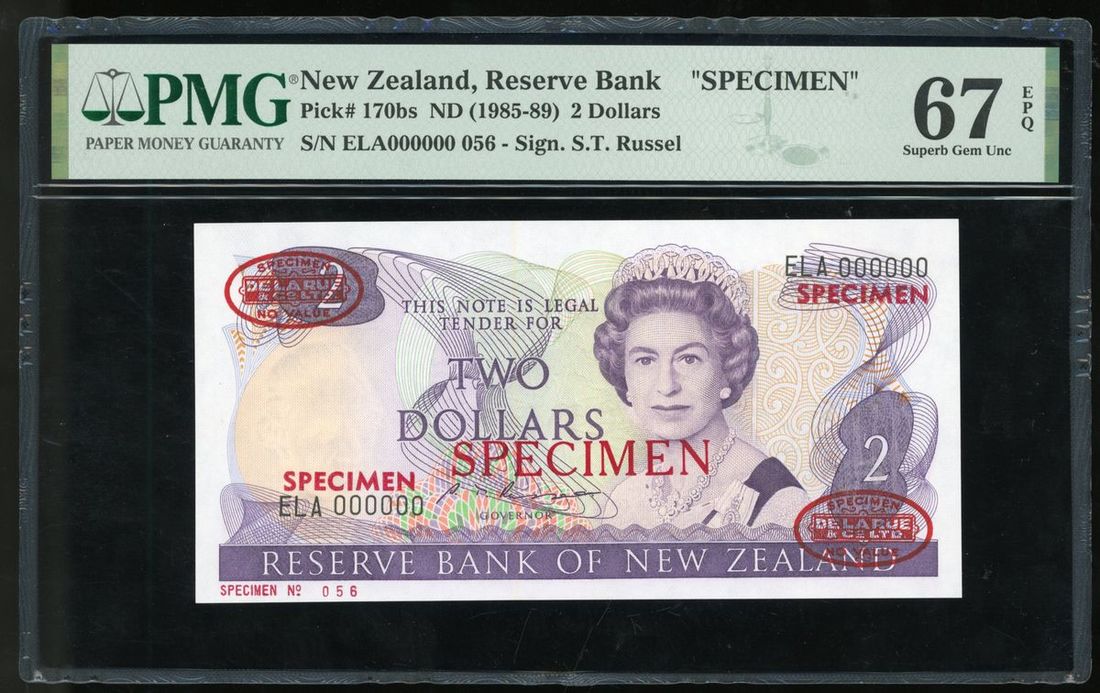 PMG® New Zealand, Reserve Bank "SPECIMEN"
PAPER MONEY GUARANTY
Pick# 170bs ND (1985-89) 2 Dollars
S/N ELA000000 056 - Sign. S.T. Russel
67 EPQ
Superb Gem Unc
SPECIMEN
DE LA RUE
& CO LTD.
NO VALUE
2
ELA 000000
SPECIMEN
THIS NOTE IS LEGAL
TENDER FOR
TWO
DOLLARS
SPECIMEN
2
SPECIMEN
ELA 000000
GOVERNOR
SPECIMEN
DE LA RUE
& CO LTD.
NO VALUE
RESERVE BANK OF NEW ZEALAND
SPECIMEN Nº 056